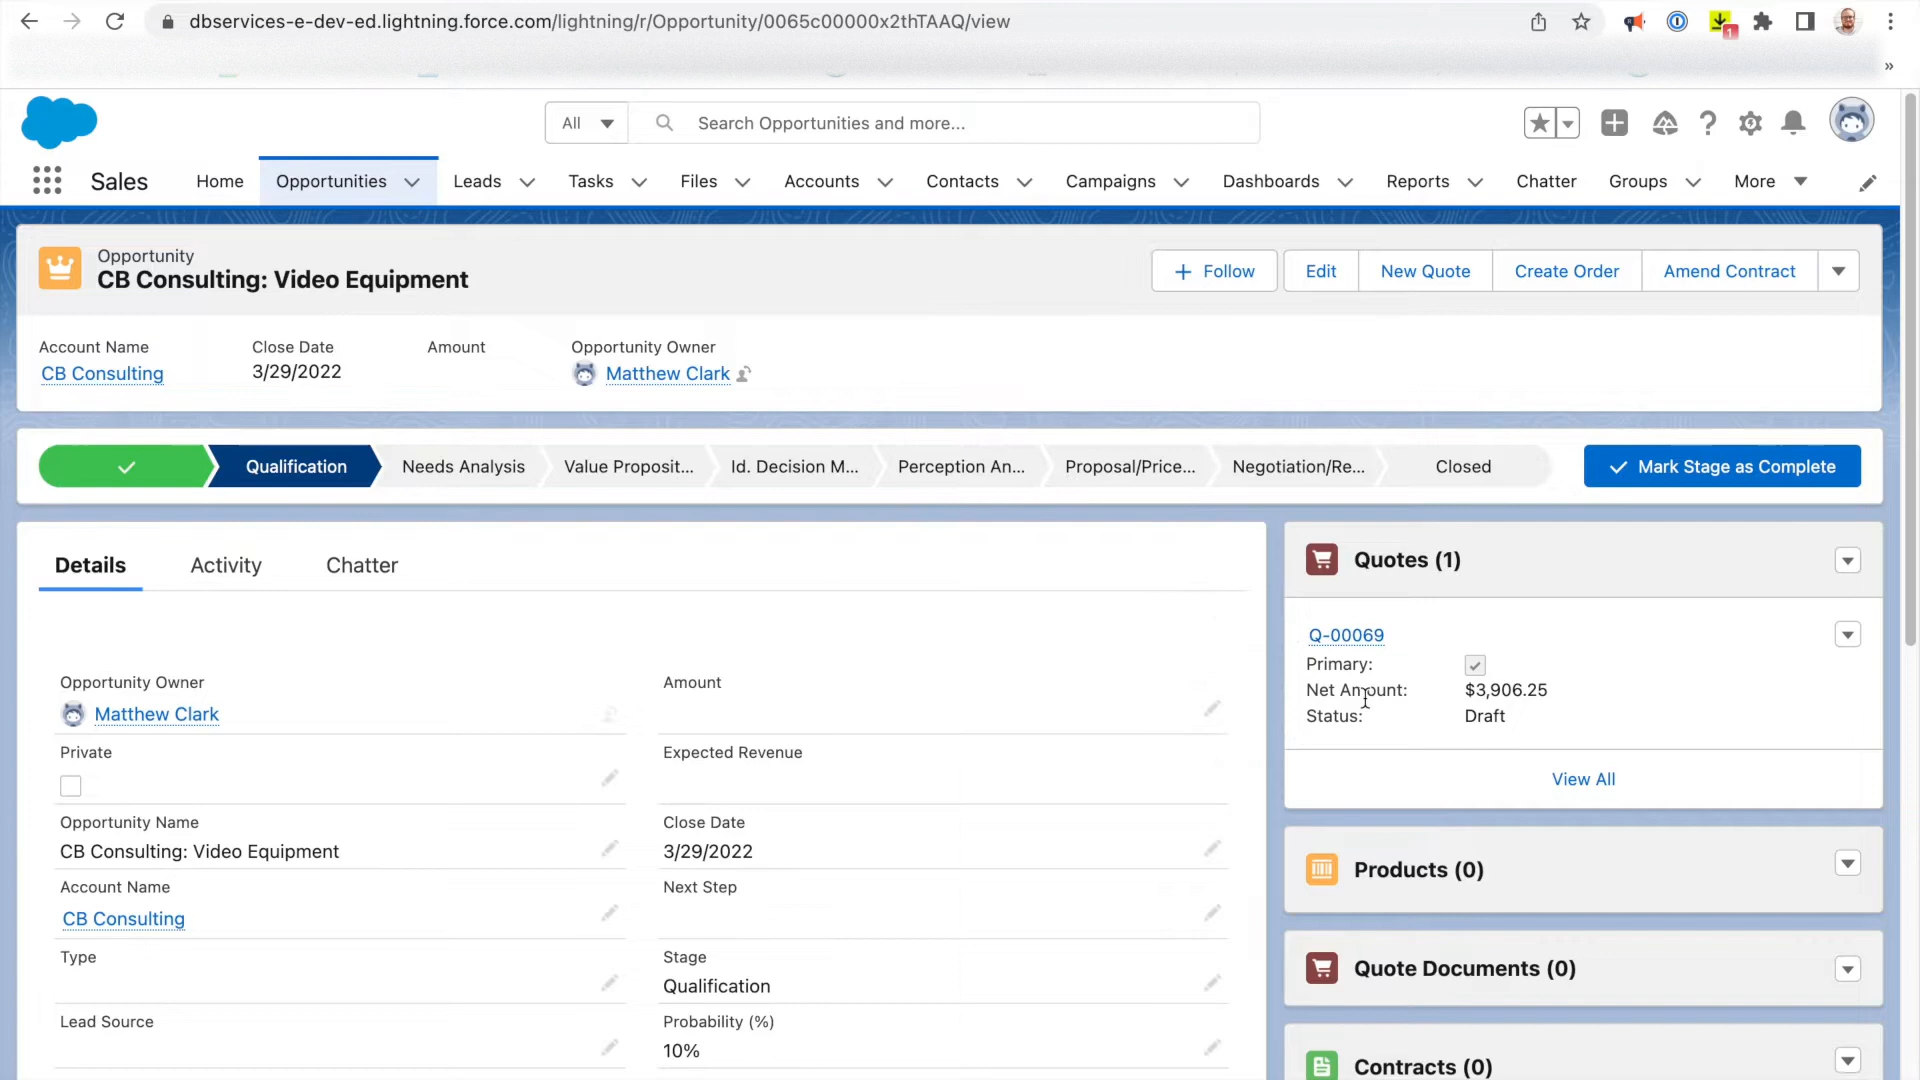 dbservices-e-dev-ed.lightning.force.com/lightning/r/Opportunity/0065c00000x2thTAAQ/view
1
»
All
Search Opportunities and more...
Sales
Home
Opportunities
Leads
Tasks
Files
Accounts
Contacts
Campaigns
Dashboards
Reports
Chatter
Groups
More
Opportunity
CB Consulting: Video Equipment
Follow
Edit
New Quote
Create Order
Amend Contract
Account Name
CB Consulting
Close Date
3/29/2022
Amount
Opportunity Owner
Matthew Clark
Qualification
Needs Analysis
Value Proposit...
Id. Decision M...
Perception An...
Proposal/Price...
Negotiation/Re...
Closed
Mark Stage as Complete
Details
Activity
Chatter
Opportunity Owner
Matthew Clark
Amount
Private
Expected Revenue
Opportunity Name
CB Consulting: Video Equipment
Close Date
3/29/2022
Account Name
CB Consulting
Next Step
Type
Stage
Qualification
Lead Source
Probability (%)
10%
Quotes (1)
Q-00069
Primary:
Net Amount: $3,906.25
Status: Draft
View All
Products (0)
Quote Documents (0)
Contracts (0)